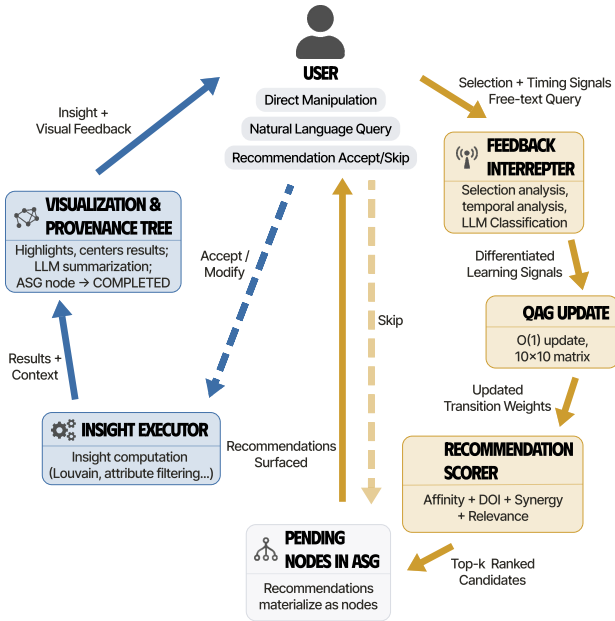 USER
Direct Manipulation
Natural Language Query
Recommendation Accept/Skip
Selection + Timing Signals
Free-text Query
FEEDBACK
INTERREPTER
Selection analysis,
temporal analysis,
LLM Classification
Differentiated
Learning Signals
QAG UPDATE
O(1) update,
10×10 matrix
Updated
Transition Weights
RECOMMENDATION
SCORER
Affinity + DOI + Synergy
+ Relevance
Top-k Ranked
Candidates
PENDING
NODES IN ASG
Recommendations
materialize as nodes
Recommendations
Surfaced
Skip
Accept /
Modify
INSIGHT EXECUTOR
Insight computation
(Louvain, attribute filtering...)
Results +
Context
VISUALIZATION &
PROVENANCE TREE
Highlights, centers results;
LLM summarization;
ASG node → COMPLETED
Insight +
Visual Feedback